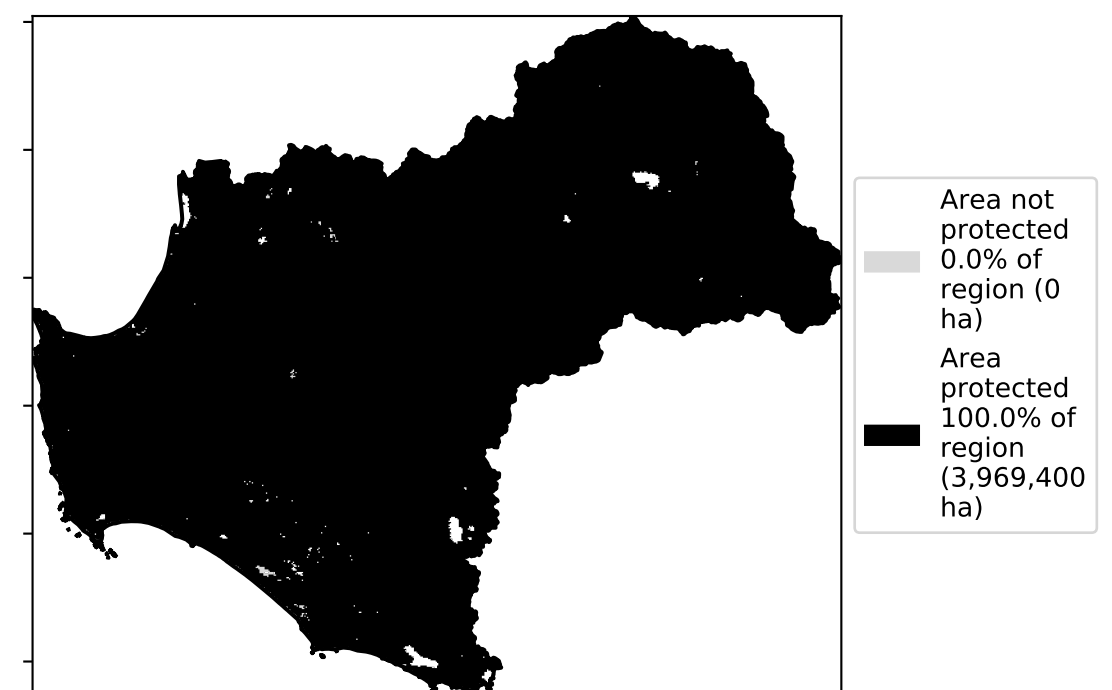 Area not
protected
0.0% of
region (0
ha)
Area
protected
100.0% of
region
(3,969,400
ha)